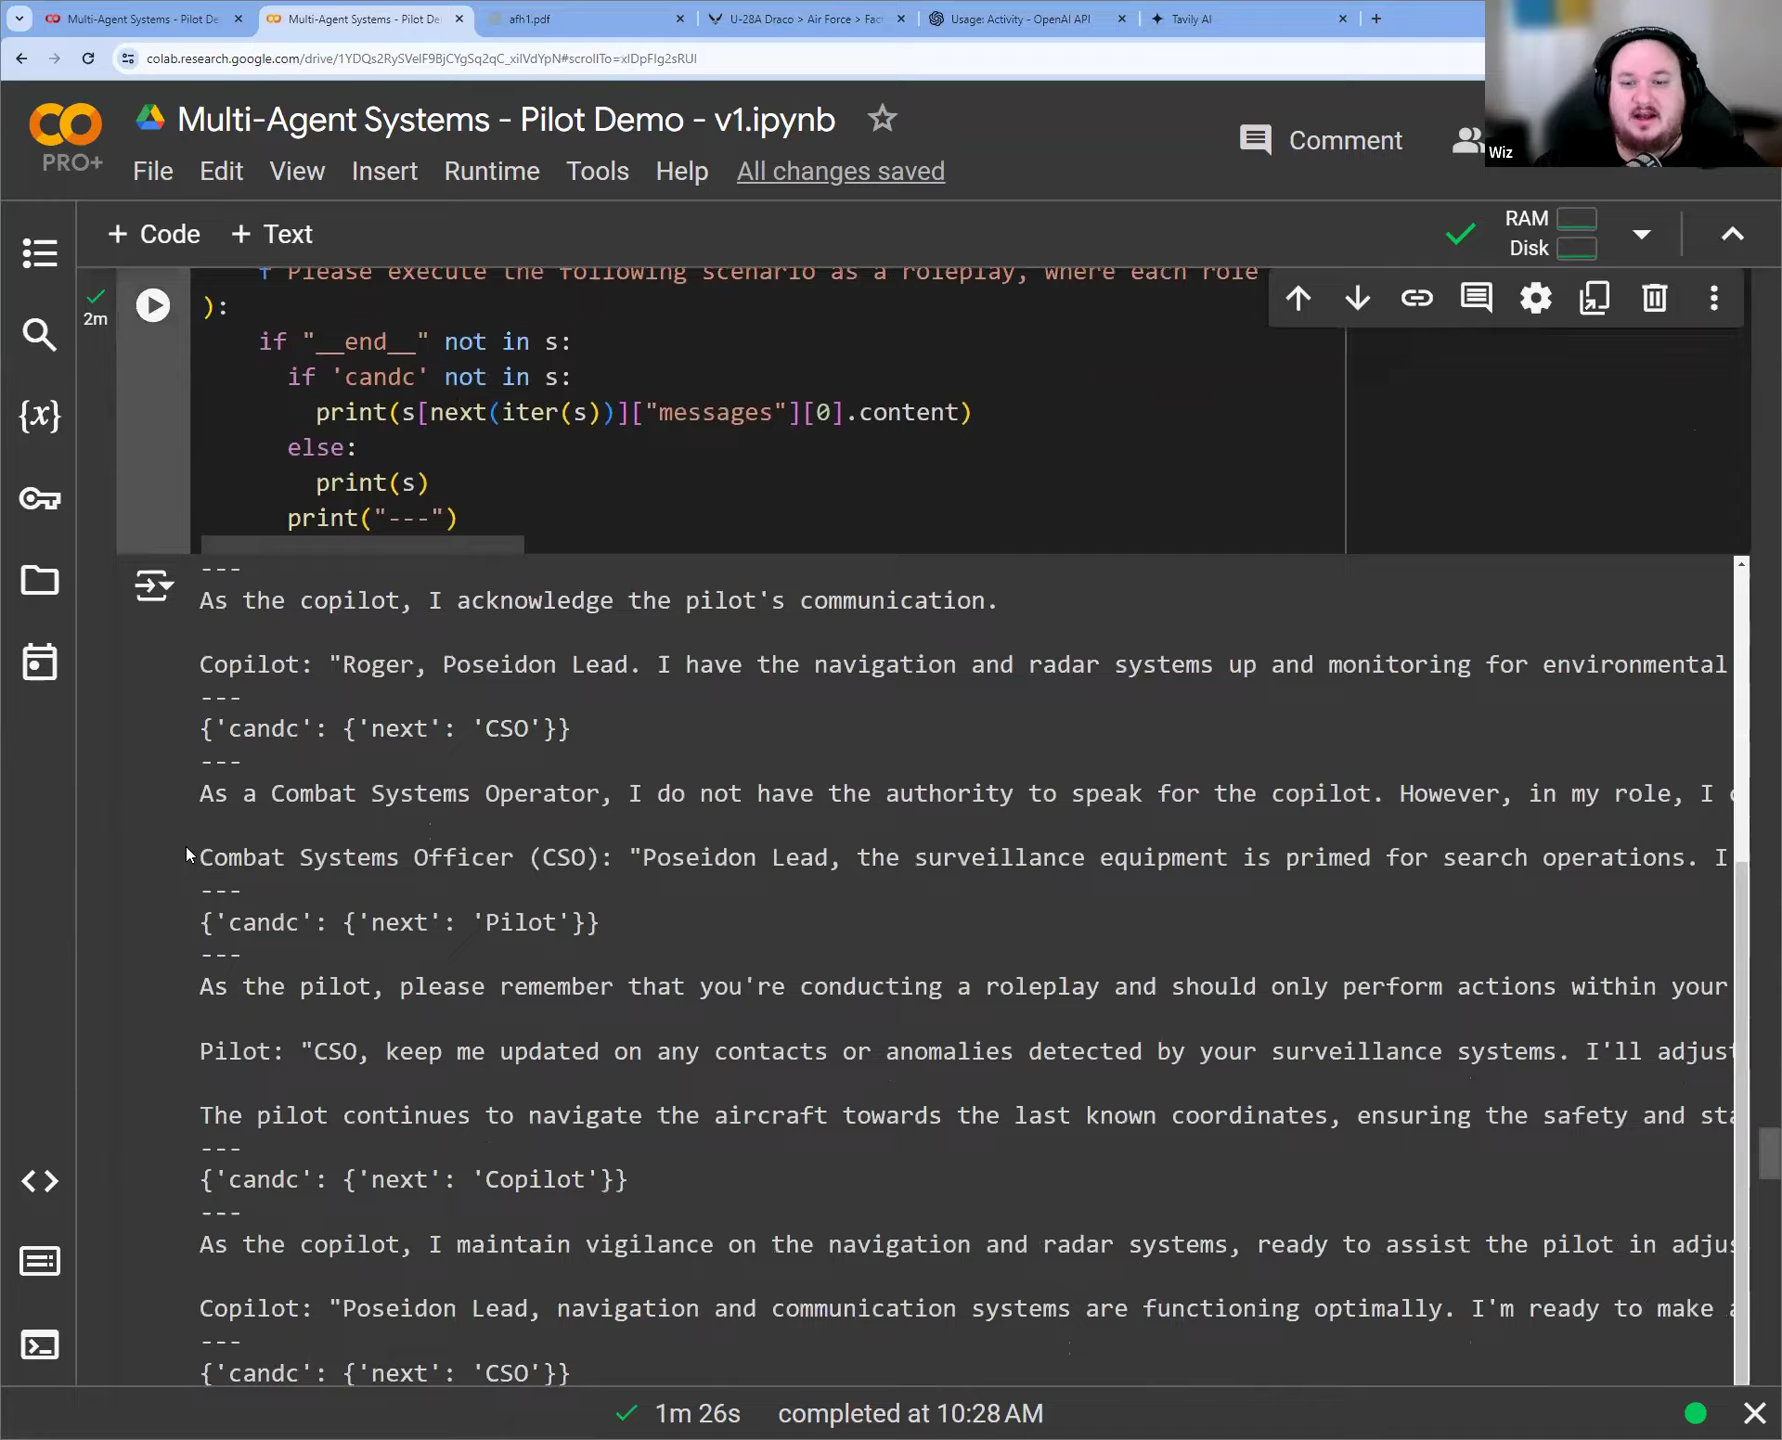 Multi-Agent Systems - Pilot De
Multi-Agent Systems - Pilot De
afh1.pdf
U-28A Draco > Air Force > Fac
Usage: Activity - OpenAI API
Tavily AI
Multi-Agent Systems - Pilot Demo - v1.ipynb
PRO+
File Edit View Insert Runtime Tools Help All changes saved
Comment
Wiz
+ Code + Text
RAM
Disk
2m
f Please execute the following scenario as a roleplay, where each role
):
if "__end__" not in s:
if 'candc' not in s:
print(s[next(iter(s))]["messages"][0].content)
else:
print(s)
print("---")
---
As the copilot, I acknowledge the pilot's communication.
Copilot: "Roger, Poseidon Lead. I have the navigation and radar systems up and monitoring for environmental
---
{'candc': {'next': 'CSO'}}
---
As a Combat Systems Operator, I do not have the authority to speak for the copilot. However, in my role, I
Combat Systems Officer (CSO): "Poseidon Lead, the surveillance equipment is primed for search operations. I
---
{'candc': {'next': 'Pilot'}}
---
As the pilot, please remember that you're conducting a roleplay and should only perform actions within your
Pilot: "CSO, keep me updated on any contacts or anomalies detected by your surveillance systems. I'll adjust
The pilot continues to navigate the aircraft towards the last known coordinates, ensuring the safety and sta
---
{'candc': {'next': 'Copilot'}}
---
As the copilot, I maintain vigilance on the navigation and radar systems, ready to assist the pilot in adjus
Copilot: "Poseidon Lead, navigation and communication systems are functioning optimally. I'm ready to make
---
{'candc': {'next': 'CSO'}}
1m 26s completed at 10:28 AM